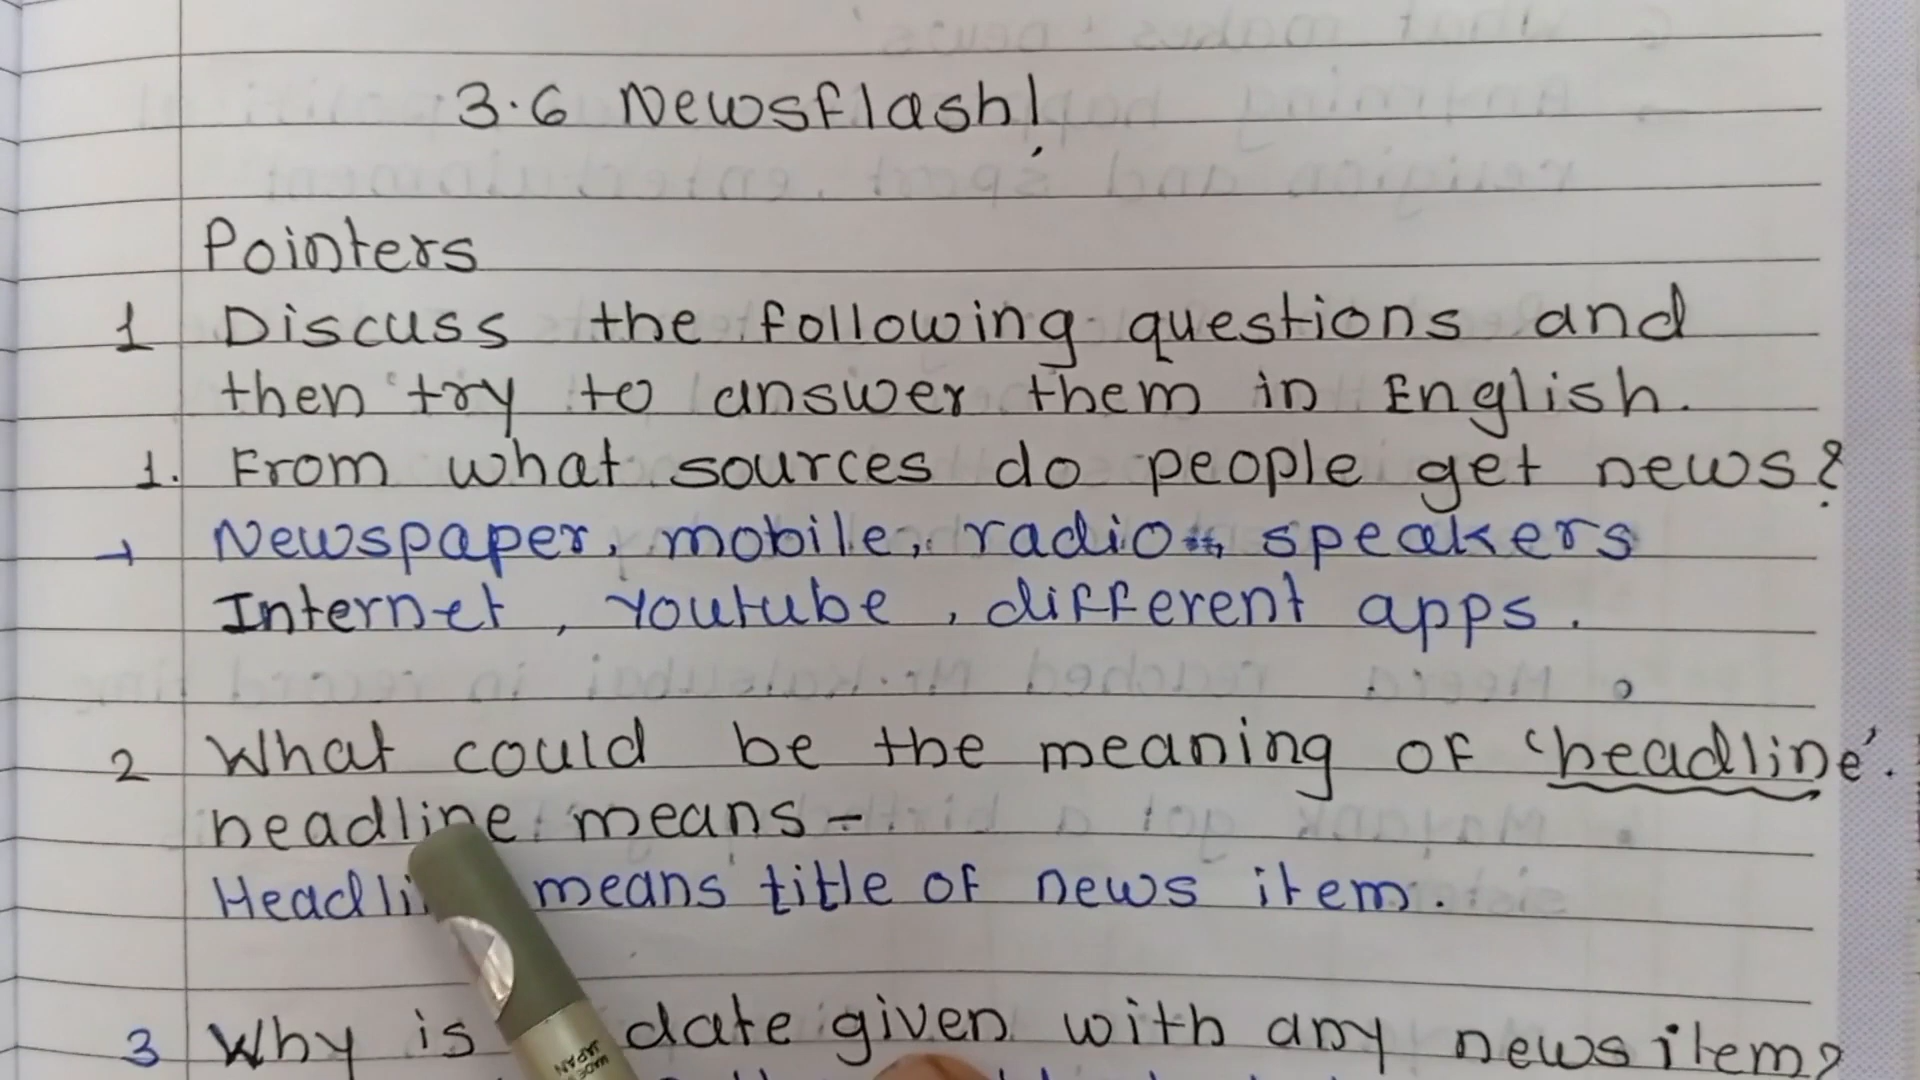 3.6 Newsflash!
Pointers
1 Discuss the following questions and
then try to answer them in English.
1. From what sources do people get news?
→ Newspaper, mobile, radio, speakers
Internet, Youtube, different apps.
2 What could be the meaning of 'headline'.
headline means -
means title of news item.
3 Why is date given with any news item?
MADE
JAPAN